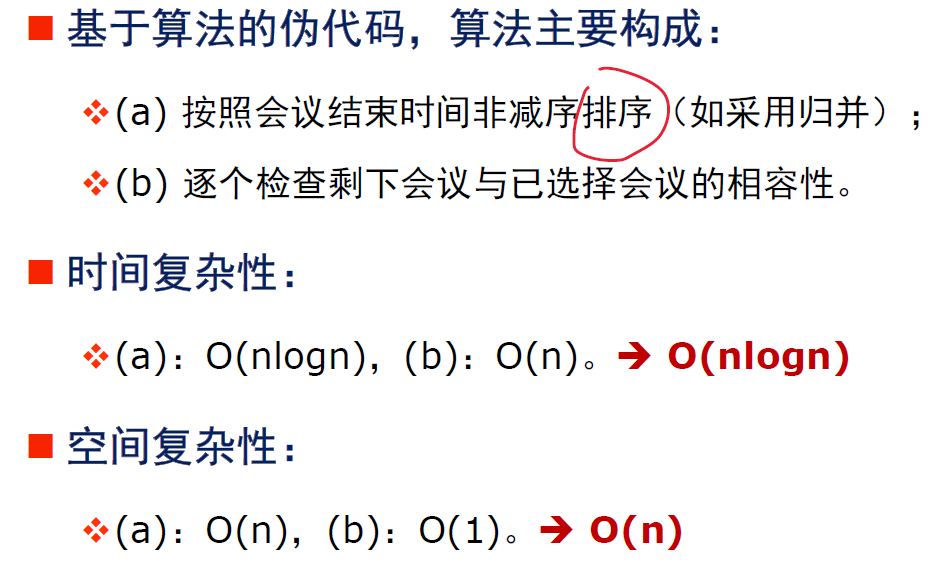 基于算法的伪代码，算法主要构成：
(a) 按照会议结束时间非减序排序（如采用归并）；
(b) 逐个检查剩下会议与已选择会议的相容性。
时间复杂性：
(a)：O(nlogn)，(b)：O(n)。➔ O(nlogn)
空间复杂性：
(a)：O(n)，(b)：O(1)。➔ O(n)